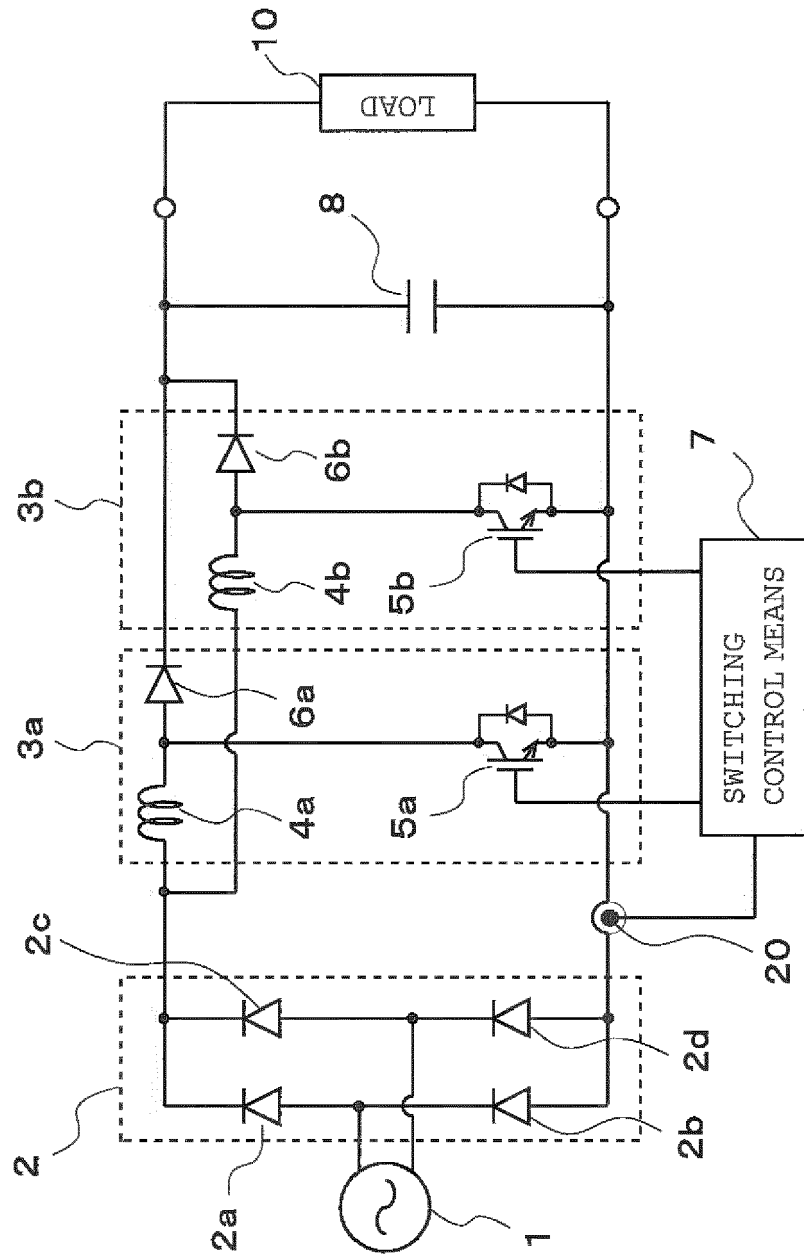 3a
3b
10
LOAD
8
2
2c
4a
6a
4b
6b
2a
1
2b
2d
20
5a
5b
7
SWITCHING
CONTROL MEANS